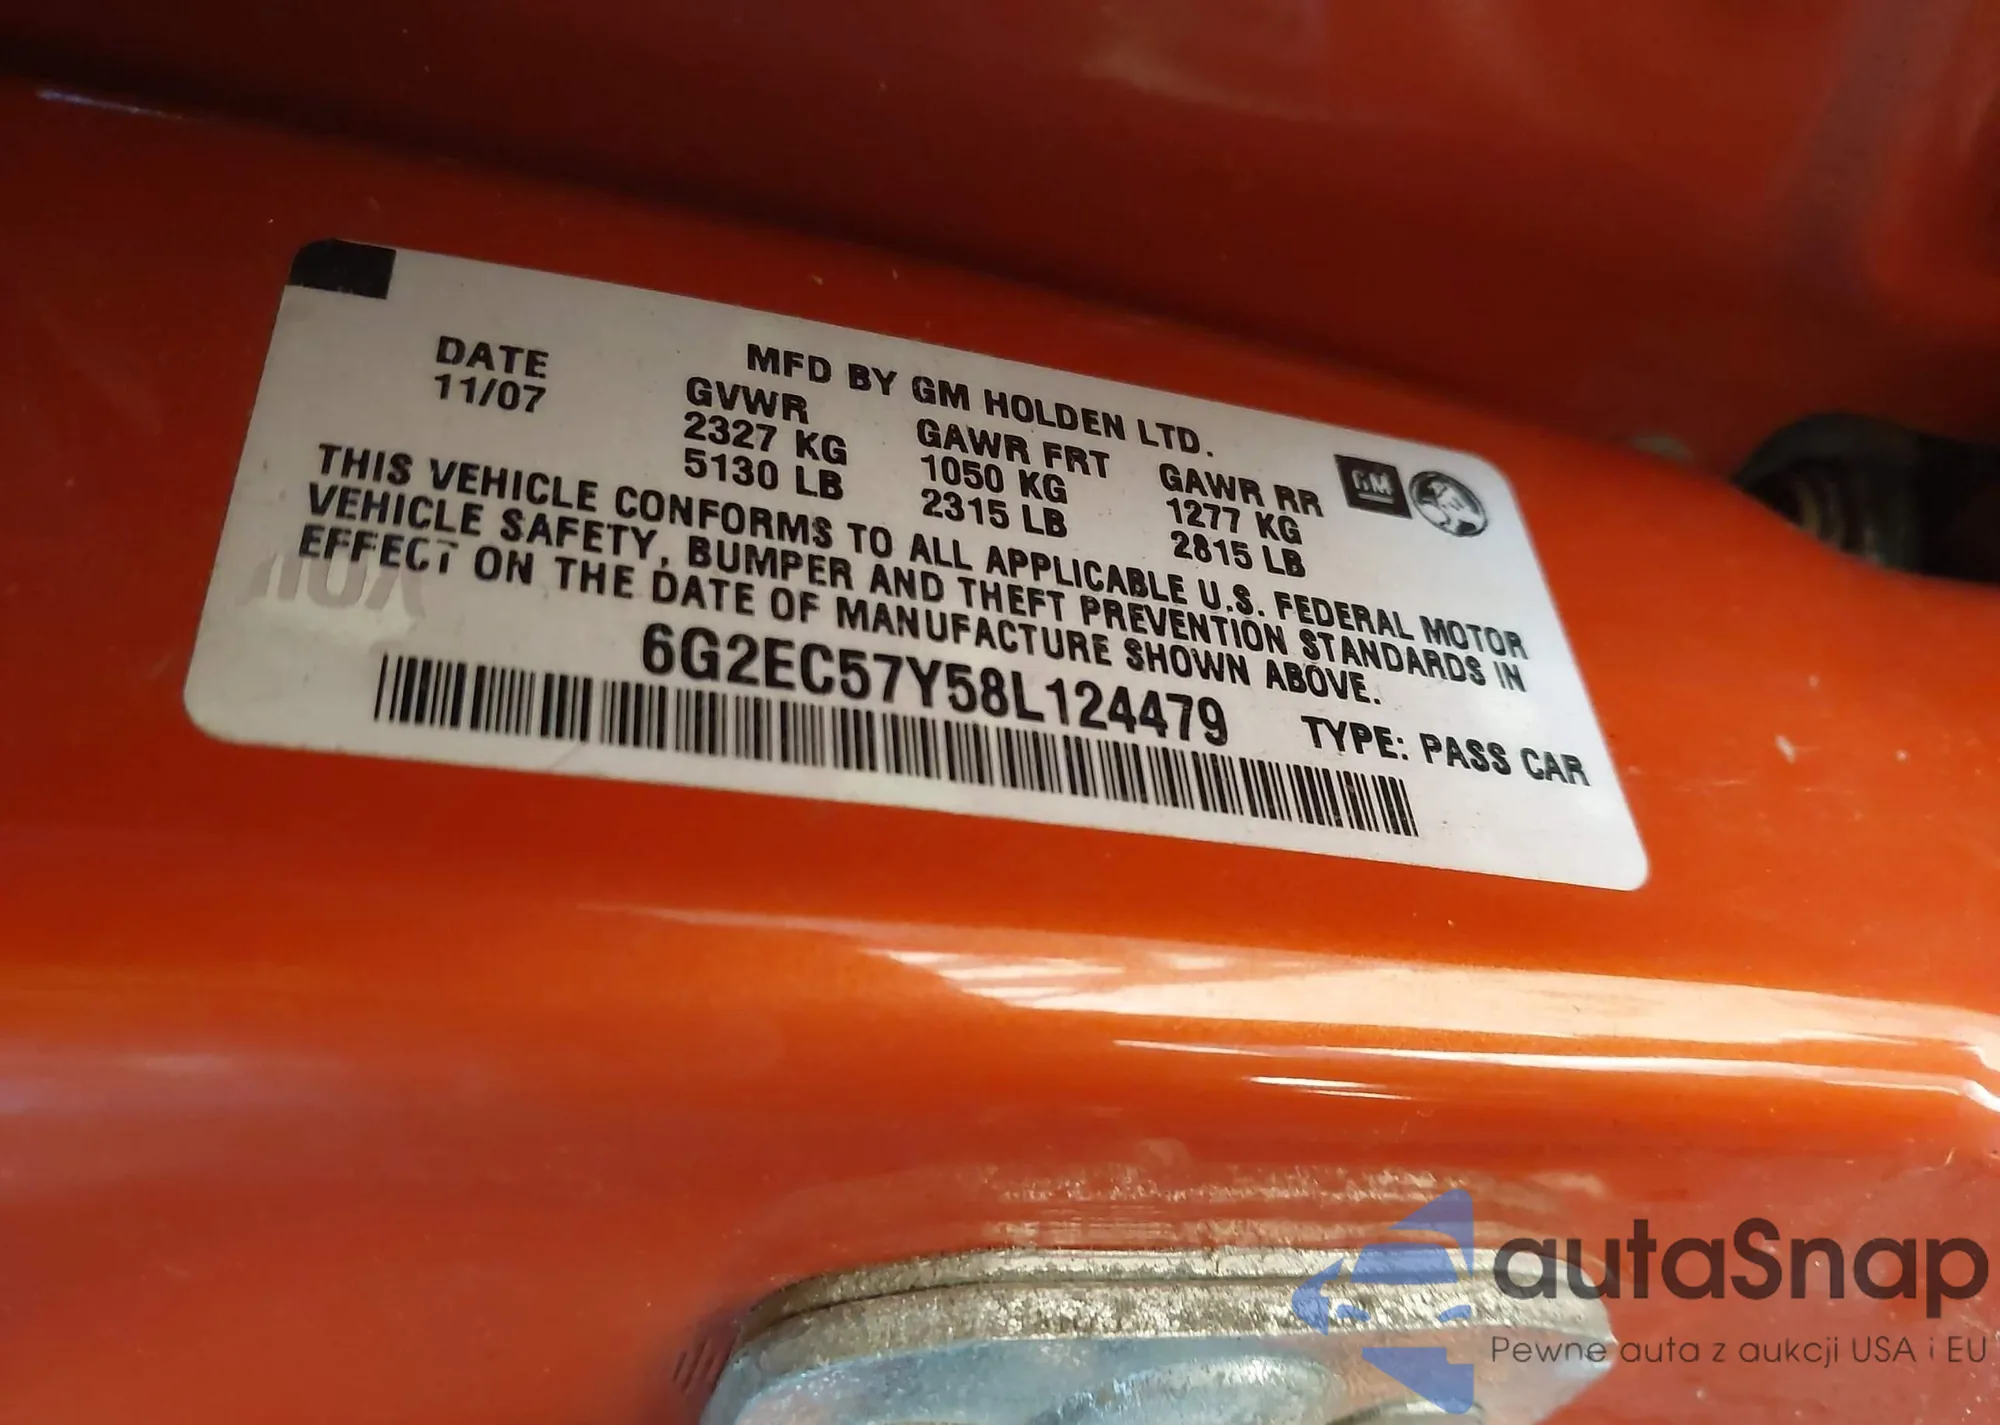 MFD BY GM HOLDEN LTD.
DATE
11/07
GVWR
2327 KG
5130 LB
GAWR FRT
1050 KG
2315 LB
GAWR RR
1277 KG
2815 LB
GM
THIS VEHICLE CONFORMS TO ALL APPLICABLE U.S. FEDERAL MOTOR
VEHICLE SAFETY, BUMPER AND THEFT PREVENTION STANDARDS IN
EFFECT ON THE DATE OF MANUFACTURE SHOWN ABOVE.
6G2EC57Y58L124479
TYPE: PASS CAR
autaSnap
Pewne auta z aukcji USA i EU